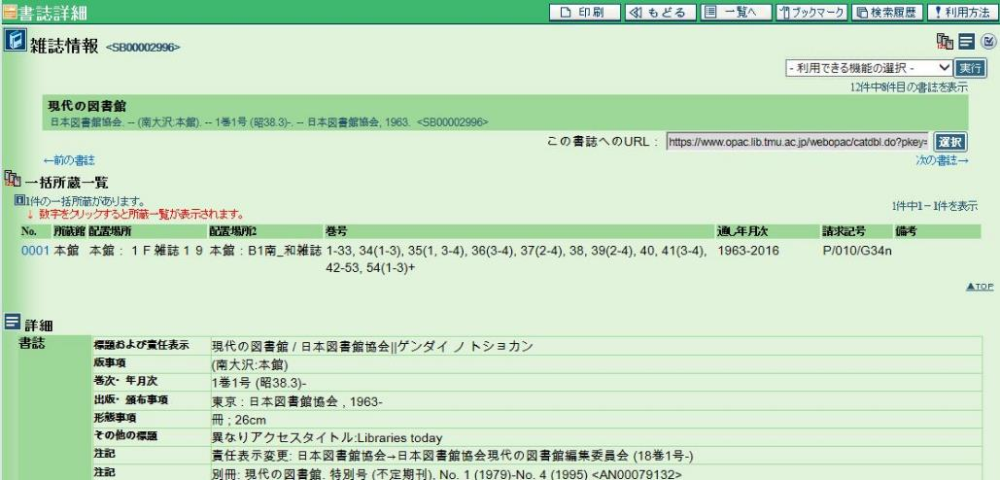 書誌詳細 印刷 もどる 一覧へ ブックマーク 検索履歴 利用方法
雑誌情報 <SB00002996>
- 利用できる機能の選択 - 実行
12件中8件目の書誌を表示
現代の図書館
日本図書館協会. -- (南大沢:本館). -- 1巻1号 (昭38.3)-. -- 日本図書館協会, 1963. <SB00002996>
この書誌へのURL : https://www.opac.lib.tmu.ac.jp/webopac/catdbl.do?pkey= 選択
←前の書誌 次の書誌→
一括所蔵一覧
1件の一括所蔵があります。 1件中1-1件を表示
↓ 数字をクリックすると所蔵一覧が表示されます。
No. 所蔵館 配置場所 配置場所2 巻号 通し年月次 請求記号 備考
0001 本館 本館：１Ｆ雑誌１９ 本館：B1南_和雑誌 1-33, 34(1-3), 35(1, 3-4), 36(3-4), 37(2-4), 38, 39(2-4), 40, 41(3-4), 1963-2016 P/010/G34n
42-53, 54(1-3)+
▲TOP
詳細
書誌 標題および責任表示 現代の図書館 / 日本図書館協会||ゲンダイ ノ トショカン
版事項 (南大沢:本館)
巻次・年月次 1巻1号 (昭38.3)-
出版・頒布事項 東京 : 日本図書館協会 , 1963-
形態事項 冊 ; 26cm
その他の標題 異なりアクセスタイトル:Libraries today
注記 責任表示変更: 日本図書館協会→日本図書館協会現代の図書館編集委員会 (18巻1号-)
注記 別冊: 現代の図書館. 特別号 (不定期刊), No. 1 (1979)-No. 4 (1995) <AN00079132>